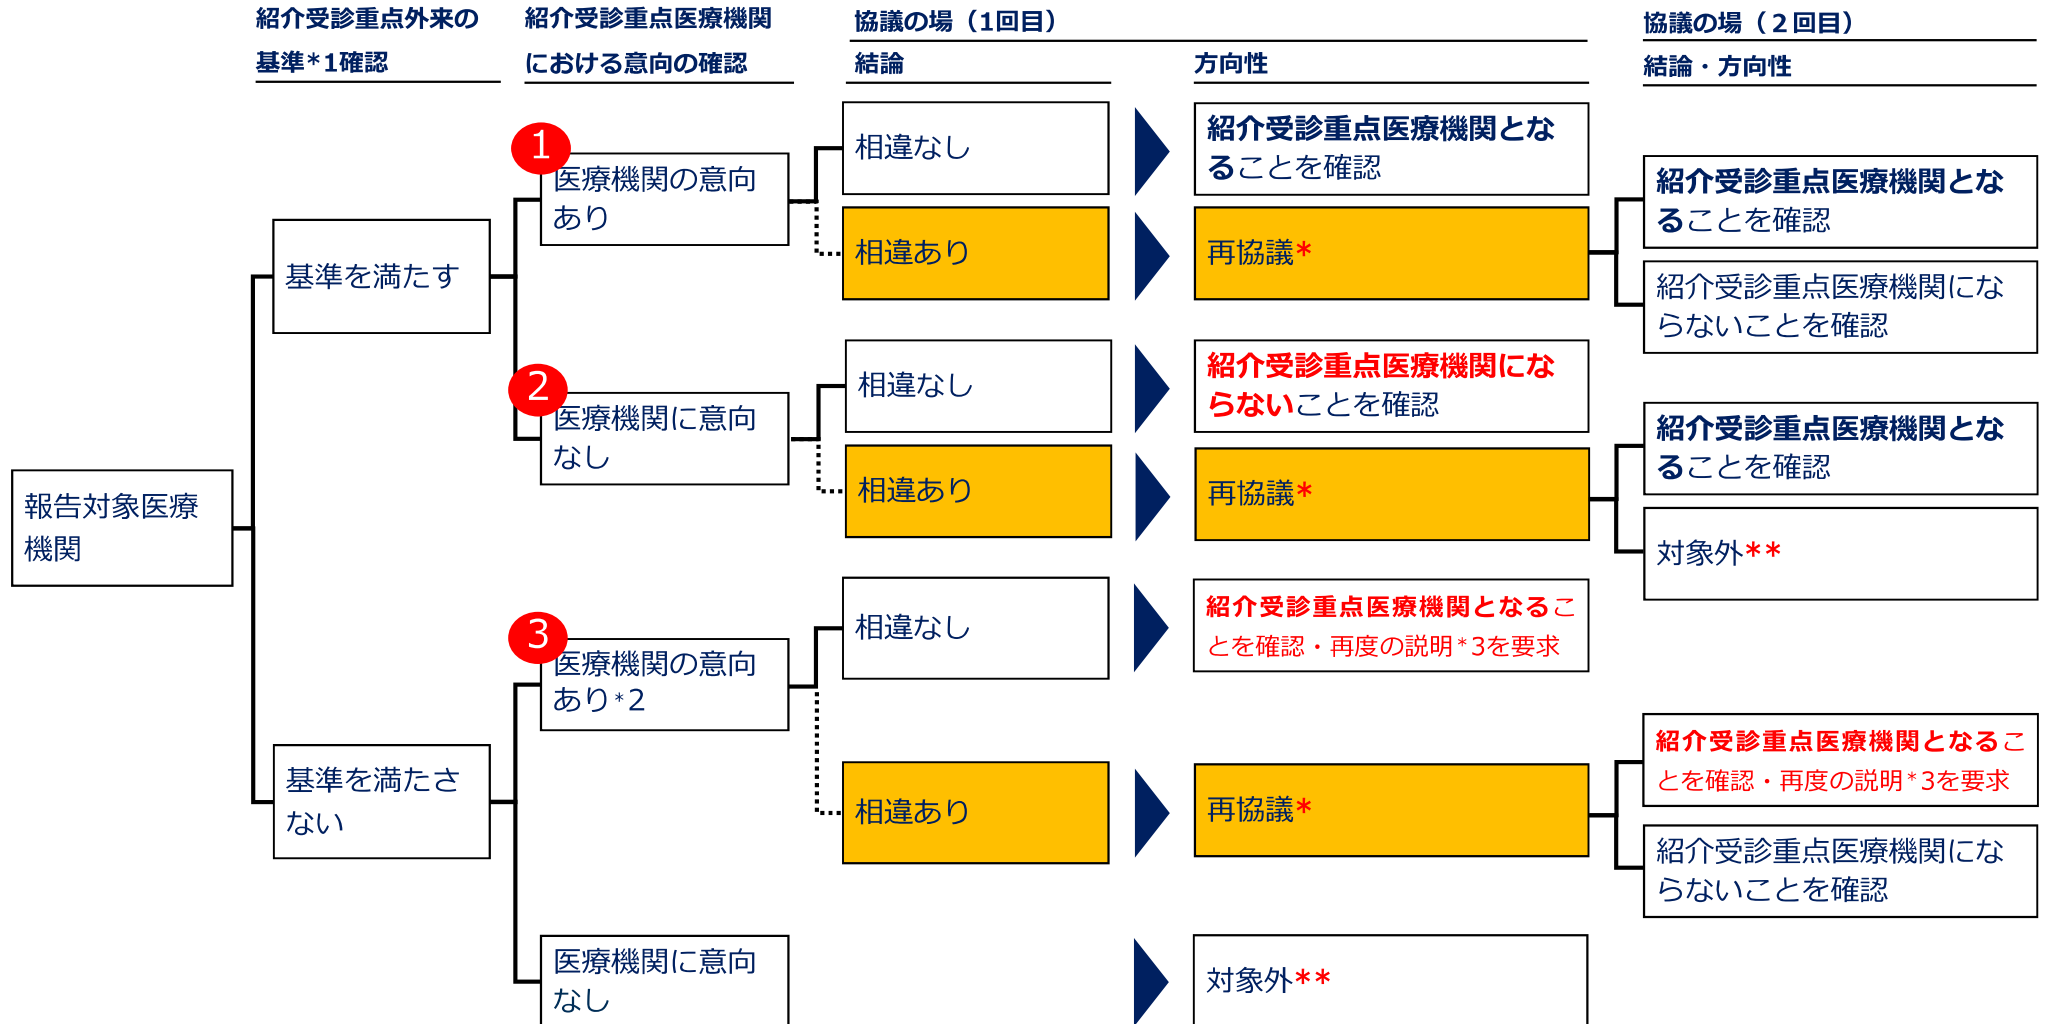 紹介受診重点外来の
基準*1確認
紹介受診重点医療機関
における意向の確認
協議の場（1回目）
結論
方向性
協議の場（２回目）
結論・方向性
報告対象医療
機関
基準を満たす
基準を満たさ
ない
1
医療機関の意向
あり
相違なし
紹介受診重点医療機関とな
ることを確認
相違あり
再協議*
紹介受診重点医療機関とな
ることを確認
紹介受診重点医療機関にな
らないことを確認
2
医療機関に意向
なし
相違なし
紹介受診重点医療機関にな
らないことを確認
相違あり
再協議*
紹介受診重点医療機関とな
ることを確認
対象外**
3
医療機関の意向
あり*2
相違なし
紹介受診重点医療機関となるこ
とを確認・再度の説明*3を要求
相違あり
再協議*
紹介受診重点医療機関となるこ
とを確認・再度の説明*3を要求
紹介受診重点医療機関にな
らないことを確認
医療機関に意向
なし
対象外**